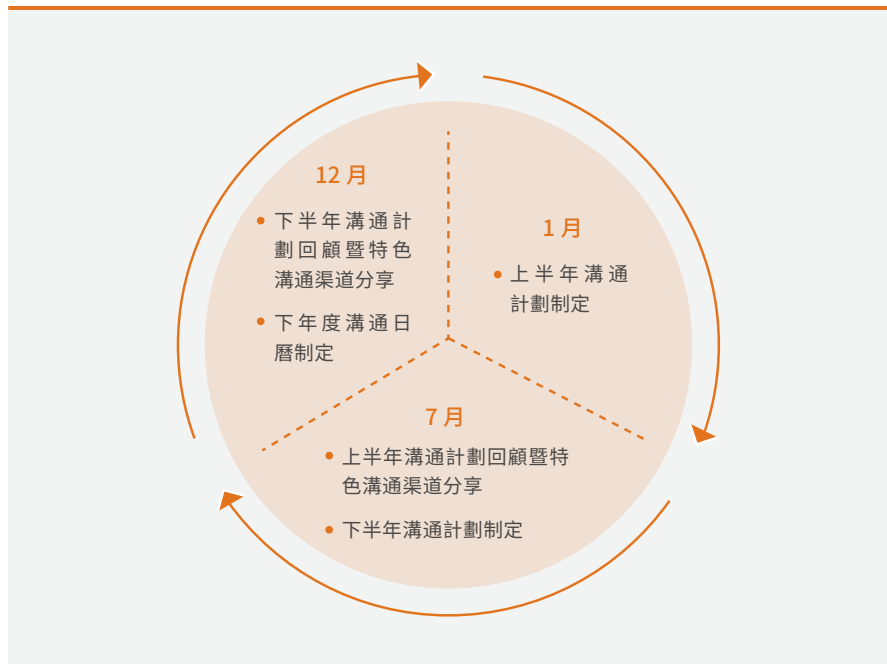 12 月
下半年溝通計
劃回顧暨特色
溝通渠道分享
下年度溝通日
曆制定
1 月
上半年溝通
計劃制定
7 月
上半年溝通計劃回顧暨特
色溝通渠道分享
下半年溝通計劃制定